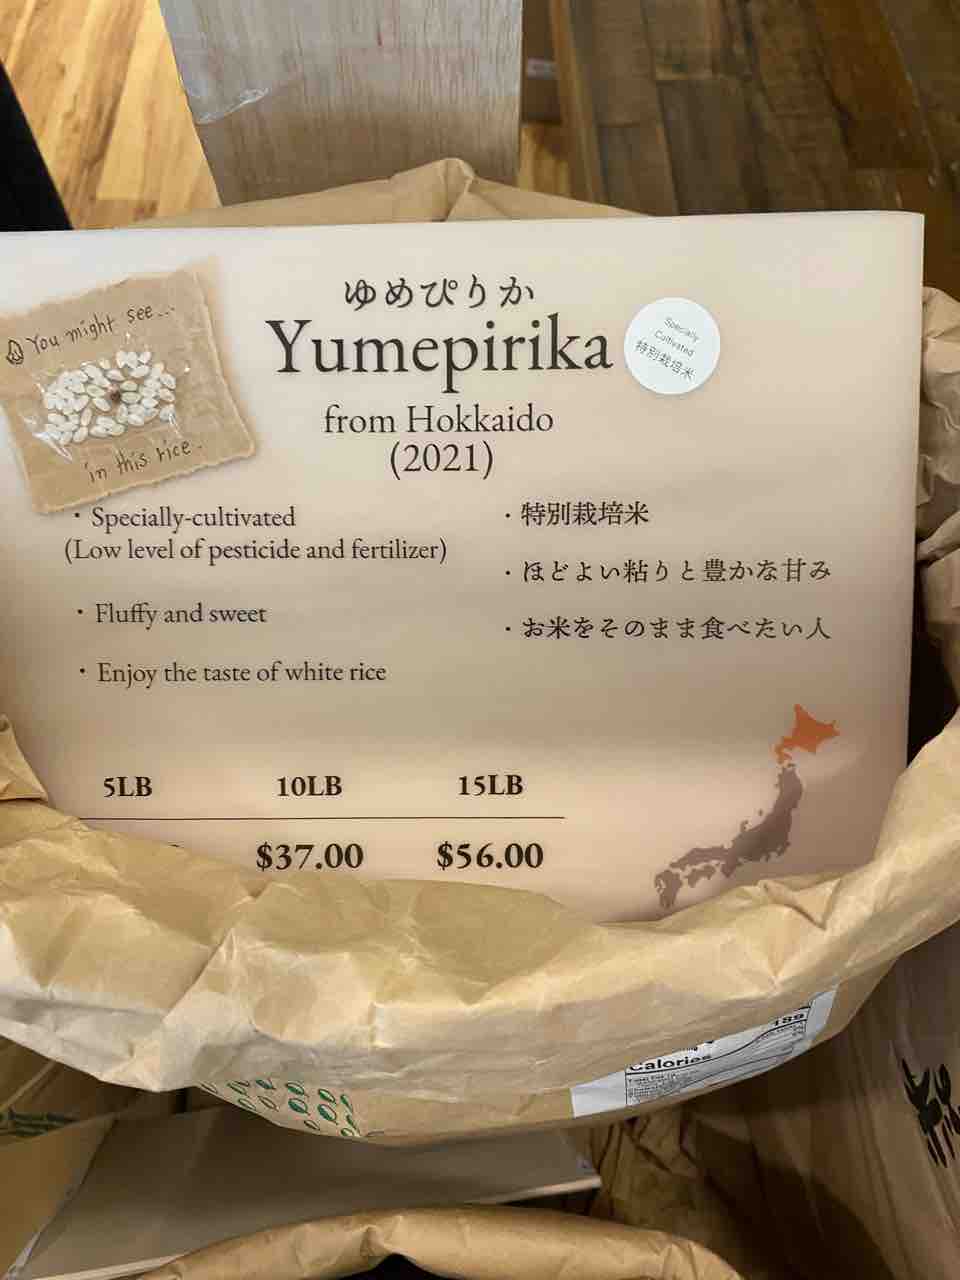 You might see...
in this rice.
ゆめぴりか
Yumepirika
Specially
Cultivated
特別栽培米
from Hokkaido
(2021)
・ Specially-cultivated
(Low level of pesticide and fertilizer)
・ Fluffy and sweet
・ Enjoy the taste of white rice
・特別栽培米
・ほどよい粘りと豊かな甘み
・お米をそのまま食べたい人
5LB 10LB 15LB
$37.00 $56.00
189
Calories